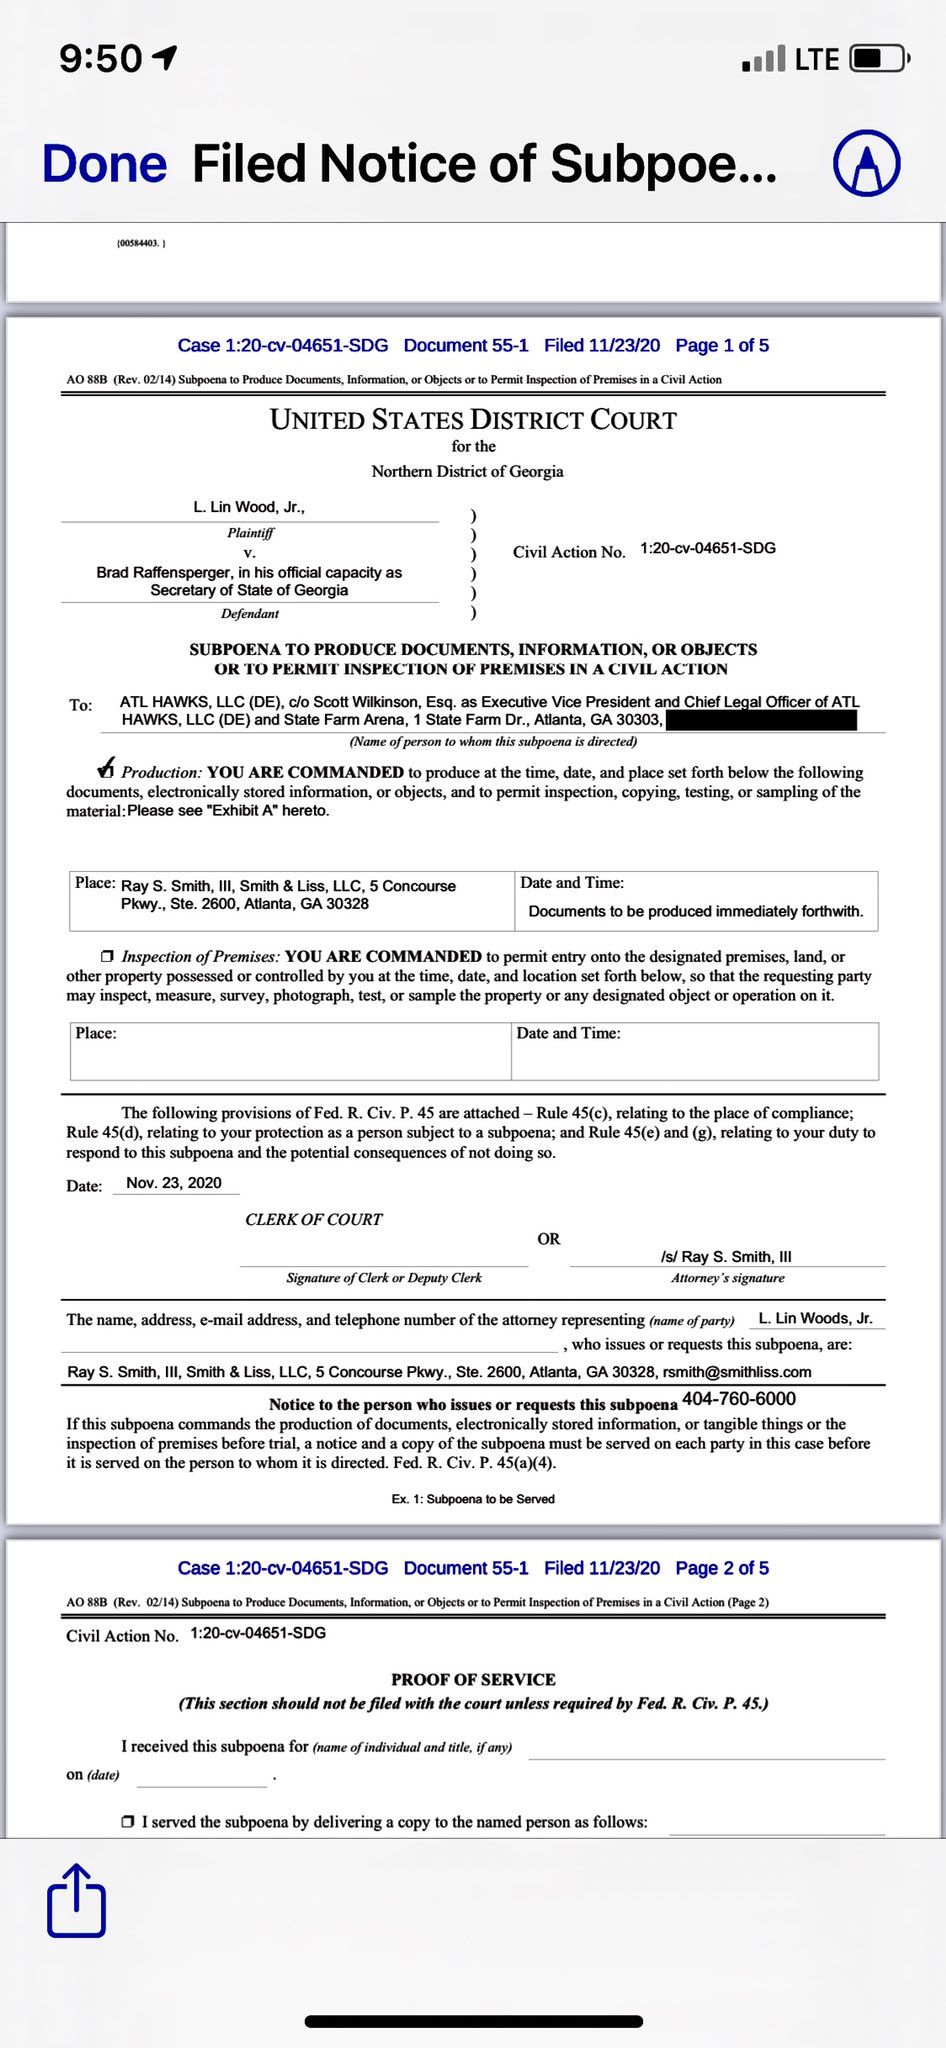 9:50
LTE
Done Filed Notice of Subpoe...
{00584403. }
Case 1:20-cv-04651-SDG Document 55-1 Filed 11/23/20 Page 1 of 5
AO 88B (Rev. 02/14) Subpoena to Produce Documents, Information, or Objects or to Permit Inspection of Premises in a Civil Action
UNITED STATES DISTRICT COURT
for the
Northern District of Georgia
L. Lin Wood, Jr.,
Plaintiff
v.
Brad Raffensperger, in his official capacity as
Secretary of State of Georgia
Defendant
)
)
)
)
)
)
Civil Action No. 1:20-cv-04651-SDG
SUBPOENA TO PRODUCE DOCUMENTS, INFORMATION, OR OBJECTS
OR TO PERMIT INSPECTION OF PREMISES IN A CIVIL ACTION
To: ATL HAWKS, LLC (DE), c/o Scott Wilkinson, Esq. as Executive Vice President and Chief Legal Officer of ATL
HAWKS, LLC (DE) and State Farm Arena, 1 State Farm Dr., Atlanta, GA 30303,
(Name of person to whom this subpoena is directed)
Production: YOU ARE COMMANDED to produce at the time, date, and place set forth below the following
documents, electronically stored information, or objects, and to permit inspection, copying, testing, or sampling of the
material: Please see "Exhibit A" hereto.
Place: Ray S. Smith, III, Smith & Liss, LLC, 5 Concourse
Pkwy., Ste. 2600, Atlanta, GA 30328
Date and Time:
Documents to be produced immediately forthwith.
Inspection of Premises: YOU ARE COMMANDED to permit entry onto the designated premises, land, or
other property possessed or controlled by you at the time, date, and location set forth below, so that the requesting party
may inspect, measure, survey, photograph, test, or sample the property or any designated object or operation on it.
Place:
Date and Time:
The following provisions of Fed. R. Civ. P. 45 are attached – Rule 45(c), relating to the place of compliance;
Rule 45(d), relating to your protection as a person subject to a subpoena; and Rule 45(e) and (g), relating to your duty to
respond to this subpoena and the potential consequences of not doing so.
Date: Nov. 23, 2020
CLERK OF COURT
OR
/s/ Ray S. Smith, III
Signature of Clerk or Deputy Clerk
Attorney's signature
The name, address, e-mail address, and telephone number of the attorney representing (name of party) L. Lin Woods, Jr.
, who issues or requests this subpoena, are:
Ray S. Smith, III, Smith & Liss, LLC, 5 Concourse Pkwy., Ste. 2600, Atlanta, GA 30328, rsmith@smithliss.com
Notice to the person who issues or requests this subpoena 404-760-6000
If this subpoena commands the production of documents, electronically stored information, or tangible things or the
inspection of premises before trial, a notice and a copy of the subpoena must be served on each party in this case before
it is served on the person to whom it is directed. Fed. R. Civ. P. 45(a)(4).
Ex. 1: Subpoena to be Served
Case 1:20-cv-04651-SDG Document 55-1 Filed 11/23/20 Page 2 of 5
AO 88B (Rev. 02/14) Subpoena to Produce Documents, Information, or Objects or to Permit Inspection of Premises in a Civil Action (Page 2)
Civil Action No. 1:20-cv-04651-SDG
PROOF OF SERVICE
(This section should not be filed with the court unless required by Fed. R. Civ. P. 45.)
I received this subpoena for (name of individual and title, if any)
on (date) .
I served the subpoena by delivering a copy to the named person as follows: